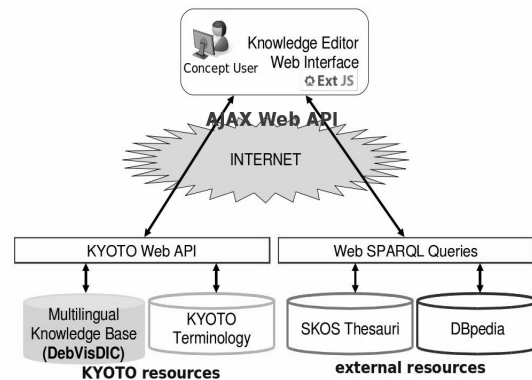 Knowledge Editor
Web Interface
Concept User
Ext JS
AJAX Web API
INTERNET
KYOTO Web API
Web SPARQL Queries
Multilingual
Knowledge Base
(DebVisDIC)
KYOTO
Terminology
SKOS Thesauri
DBpedia
KYOTO resources
external resources